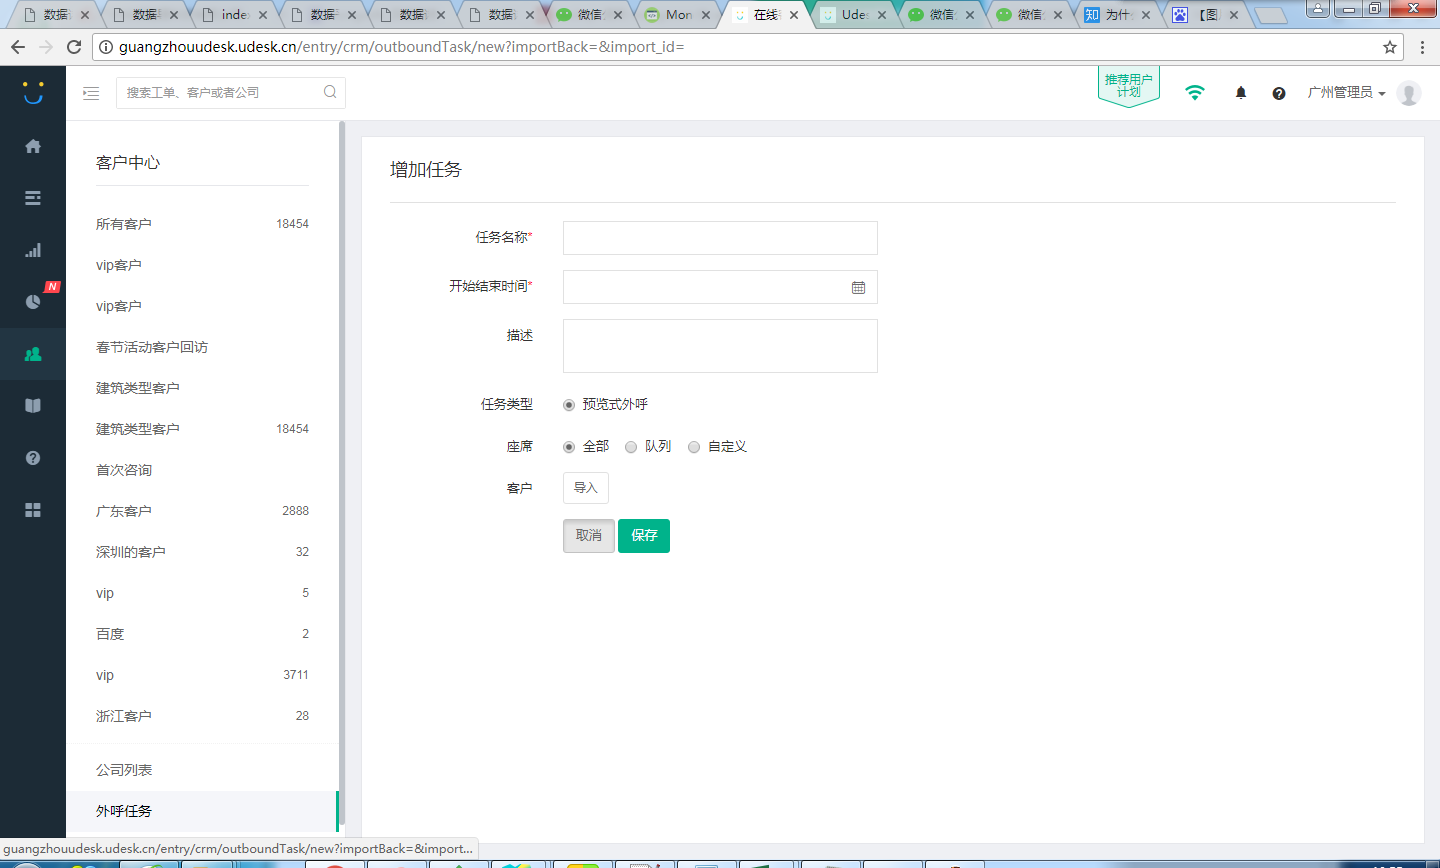 数据
数据
inde
数据
数据
数据
微信
Mon
在线
Udes
微信
微信
知 为什
【图
guangzhouudesk.udesk.cn/entry/crm/outboundTask/new?importBack=&import_id=
搜索工单、客户或者公司
推荐用户
计划
广州管理员
N
客户中心
所有客户 18454
vip客户
vip客户
春节活动客户回访
建筑类型客户
建筑类型客户 18454
首次咨询
广东客户 2888
深圳的客户 32
vip 5
百度 2
vip 3711
浙江客户 28
公司列表
外呼任务
增加任务
任务名称*
开始结束时间*
描述
任务类型 预览式外呼
座席 全部 队列 自定义
客户 导入
取消 保存
guangzhouudesk.udesk.cn/entry/crm/outboundTask/new?importBack=&import...